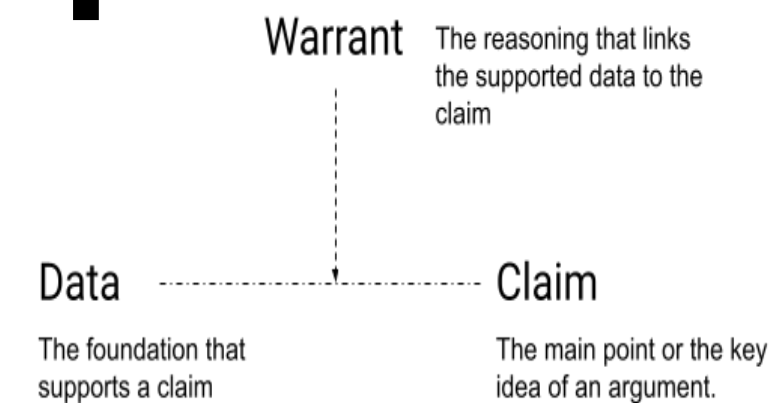 Warrant
The reasoning that links
the supported data to the
claim
Data
Claim
The foundation that
supports a claim
The main point or the key
idea of an argument.